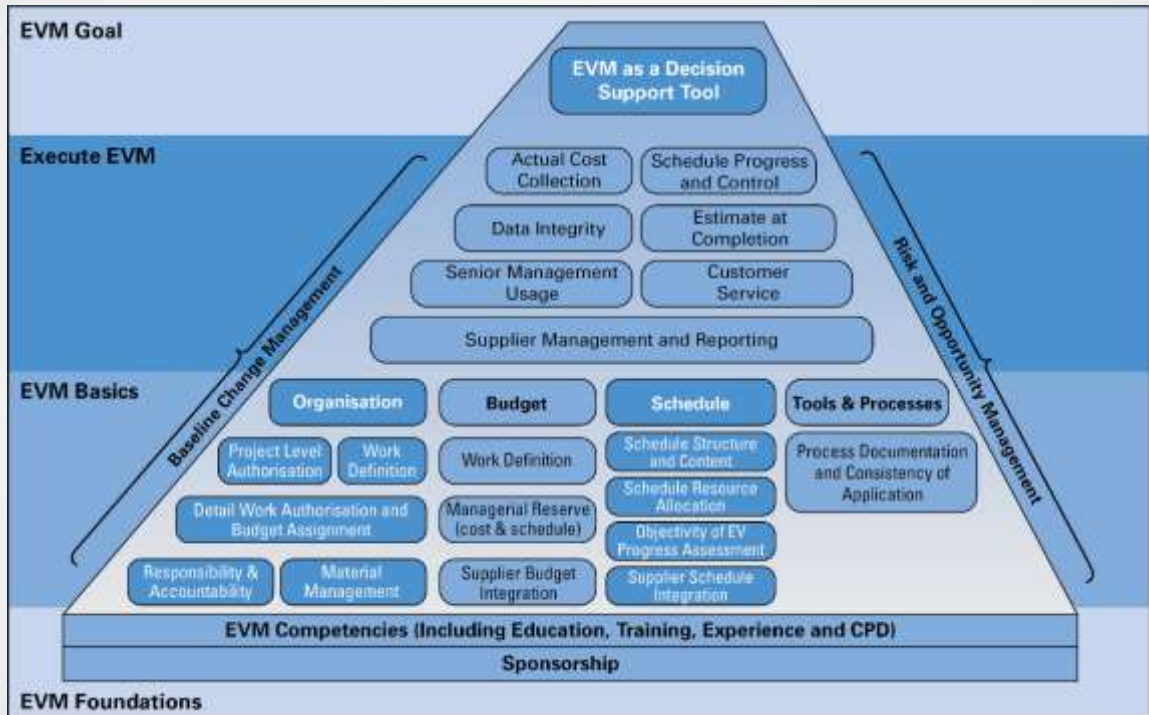 EVM Goal
EVM as a Decision
Support Tool
Execute EVM
Actual Cost
Collection
Schedule Progress
and Control
Data Integrity
Estimate at
Completion
Senior Management
Usage
Customer
Service
Supplier Management and Reporting
Baseline Change Management
Risk and Opportunity Management
EVM Basics
Organisation
Budget
Schedule
Tools & Processes
Project Level
Authorisation
Work
Definition
Work Definition
Schedule Structure
and Content
Process Documentation
and Consistency of
Application
Schedule Resource
Allocation
Detail Work Authorisation and
Budget Assignment
Managerial Reserve
(cost & schedule)
Objectivity of EV
Progress Assessment
Responsibility &
Accountability
Material
Management
Supplier Budget
Integration
Supplier Schedule
Integration
EVM Competencies (Including Education, Training, Experience and CPD)
Sponsorship
EVM Foundations